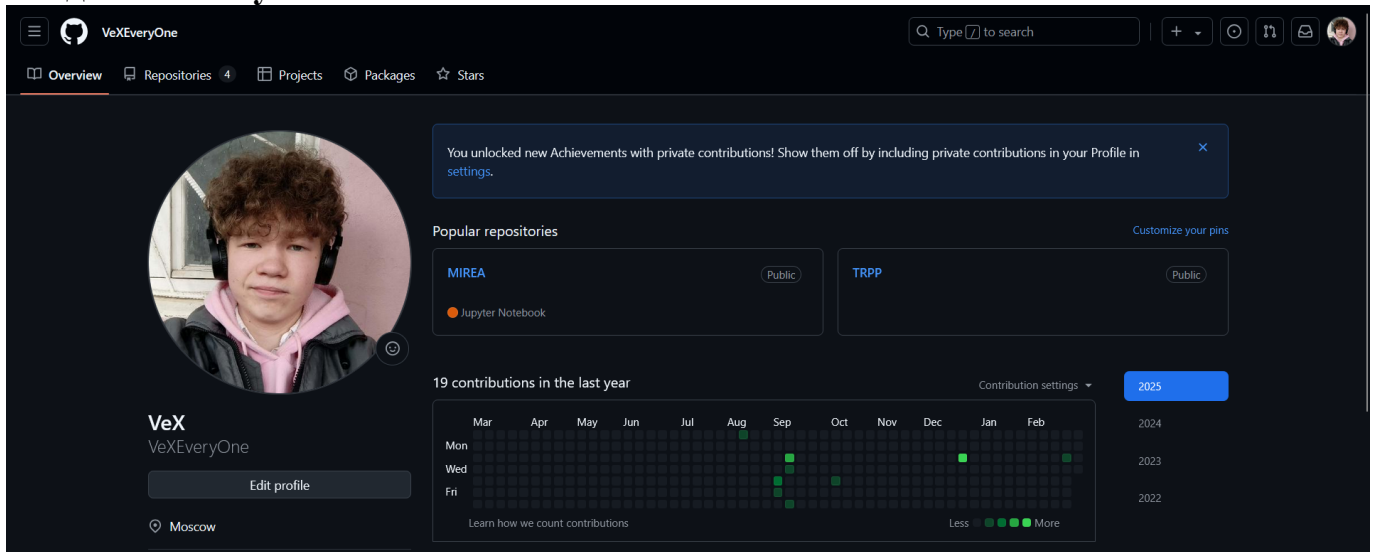 VeXEveryOne
Type / to search
Overview Repositories 4 Projects Packages Stars
You unlocked new Achievements with private contributions! Show them off by including private contributions in your Profile in
settings.
Popular repositories
Customize your pins
MIREA Public
Jupyter Notebook
TRPP Public
19 contributions in the last year
Contribution settings
2025
2024
2023
2022
Mar Apr May Jun Jul Aug Sep Oct Nov Dec Jan Feb
Mon
Wed
Fri
Learn how we count contributions
Less More
VeX
VeXEveryOne
Edit profile
Moscow